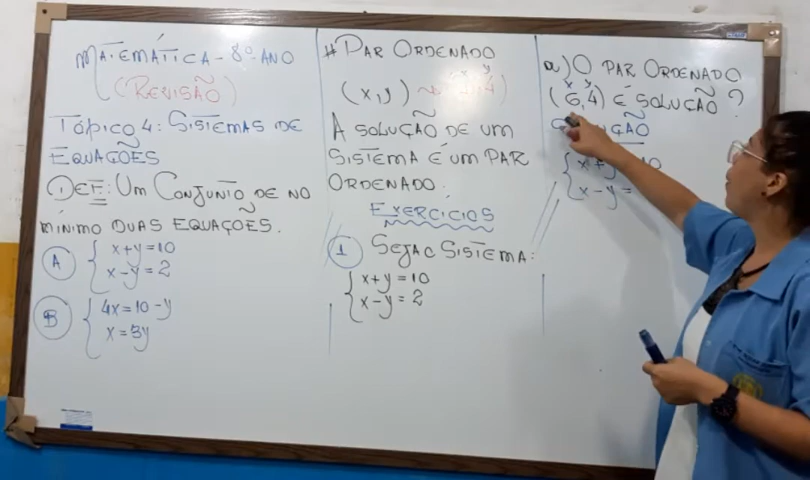 MATEMÁTICA - 8º ANO
(REVISÃO)
TÓPICO 4: SISTEMAS DE
EQUAÇÕES
DEF: UM CONJUNTO DE NO
MÍNIMO DUAS EQUAÇÕES.
A { x+y=10
x-y=2
B { 4x=10-y
x=3y
# PAR ORDENADO
x y
(x,y) → (6,4)
A SOLUÇÃO DE UM
SISTEMA É UM PAR
ORDENADO.
EXERCÍCIOS
1 SEJA O SISTEMA:
{ x+y=10
x-y=2
a) O PAR ORDENADO
x y
(6,4) É SOLUÇÃO?
{ x+y
x-y=